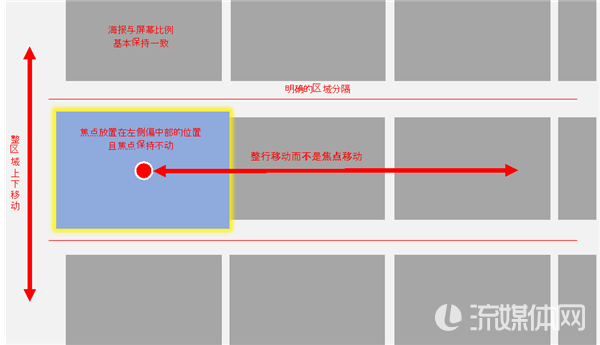 海报与屏幕比例
基本保持一致
明确的区域分隔
焦点放置在左侧偏中部的位置
且焦点保持不动
整行移动而不是焦点移动
整区域上下移动
流媒体网